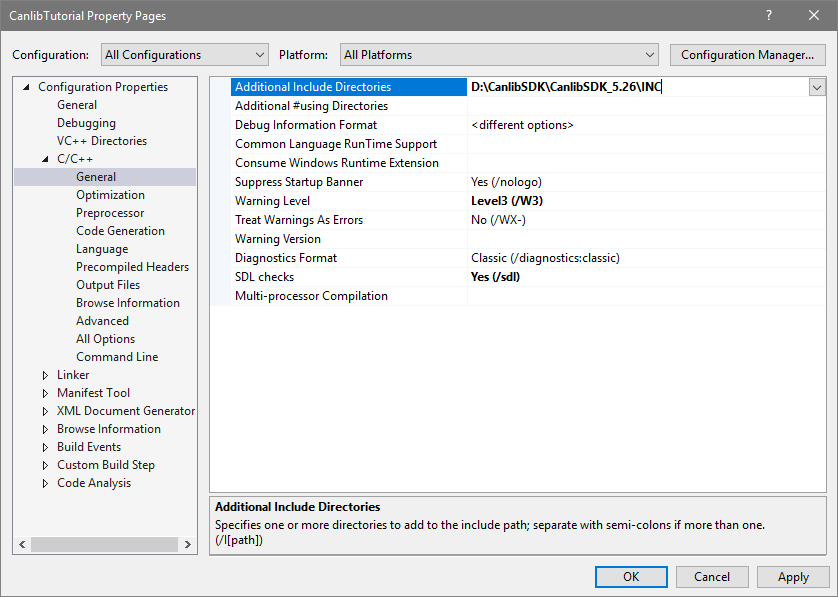 CanlibTutorial Property Pages
Configuration: All Configurations Platform: All Platforms Configuration Manager...
Configuration Properties
General
Debugging
VC++ Directories
C/C++
General
Optimization
Preprocessor
Code Generation
Language
Precompiled Headers
Output Files
Browse Information
Advanced
All Options
Command Line
Linker
Manifest Tool
XML Document Generator
Browse Information
Build Events
Custom Build Step
Code Analysis
Additional Include Directories D:\CanlibSDK\CanlibSDK_5.26\INC
Additional #using Directories
Debug Information Format <different options>
Common Language RunTime Support
Consume Windows Runtime Extension
Suppress Startup Banner Yes (/nologo)
Warning Level Level3 (/W3)
Treat Warnings As Errors No (/WX-)
Warning Version
Diagnostics Format Classic (/diagnostics:classic)
SDL checks Yes (/sdl)
Multi-processor Compilation
Additional Include Directories
Specifies one or more directories to add to the include path; separate with semi-colons if more than one.
(/I[path])
OK Cancel Apply